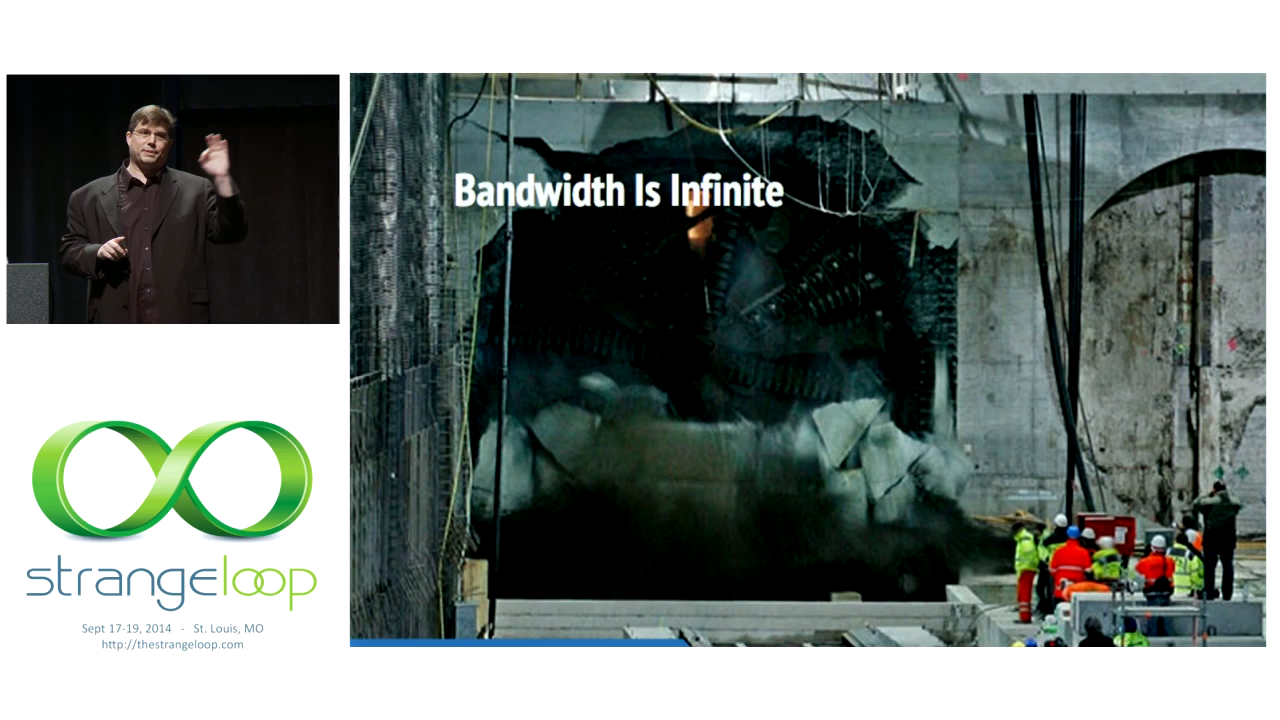 Bandwidth Is Infinite
strangeloop
Sept 17-19, 2014 - St. Louis, MO
http://thestrangeloop.com